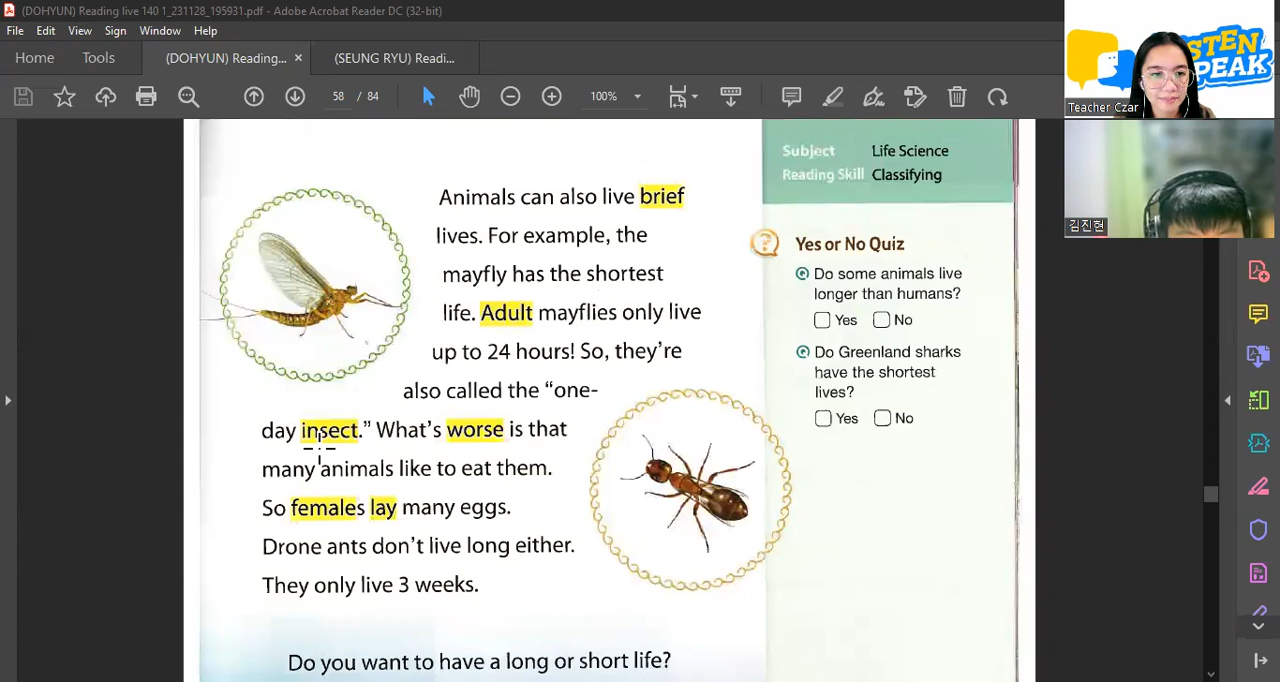 (DOHYUN) Reading live 140 1_231128_195931.pdf - Adobe Acrobat Reader DC (32-bit)
File Edit View Sign Window Help
Home Tools (DOHYUN) Reading... × (SEUNG RYU) Readi...
58 / 84 100%
STEN
PEAK
Teacher Czar
김진현
Subject Life Science
Reading Skill Classifying
Animals can also live brief
lives. For example, the
mayfly has the shortest
life. Adult mayflies only live
up to 24 hours! So, they're
also called the "one-
day insect." What's worse is that
many animals like to eat them.
So females lay many eggs.
Drone ants don't live long either.
They only live 3 weeks.
Do you want to have a long or short life?
Yes or No Quiz
Do some animals live
longer than humans?
Yes No
Do Greenland sharks
have the shortest
lives?
Yes No